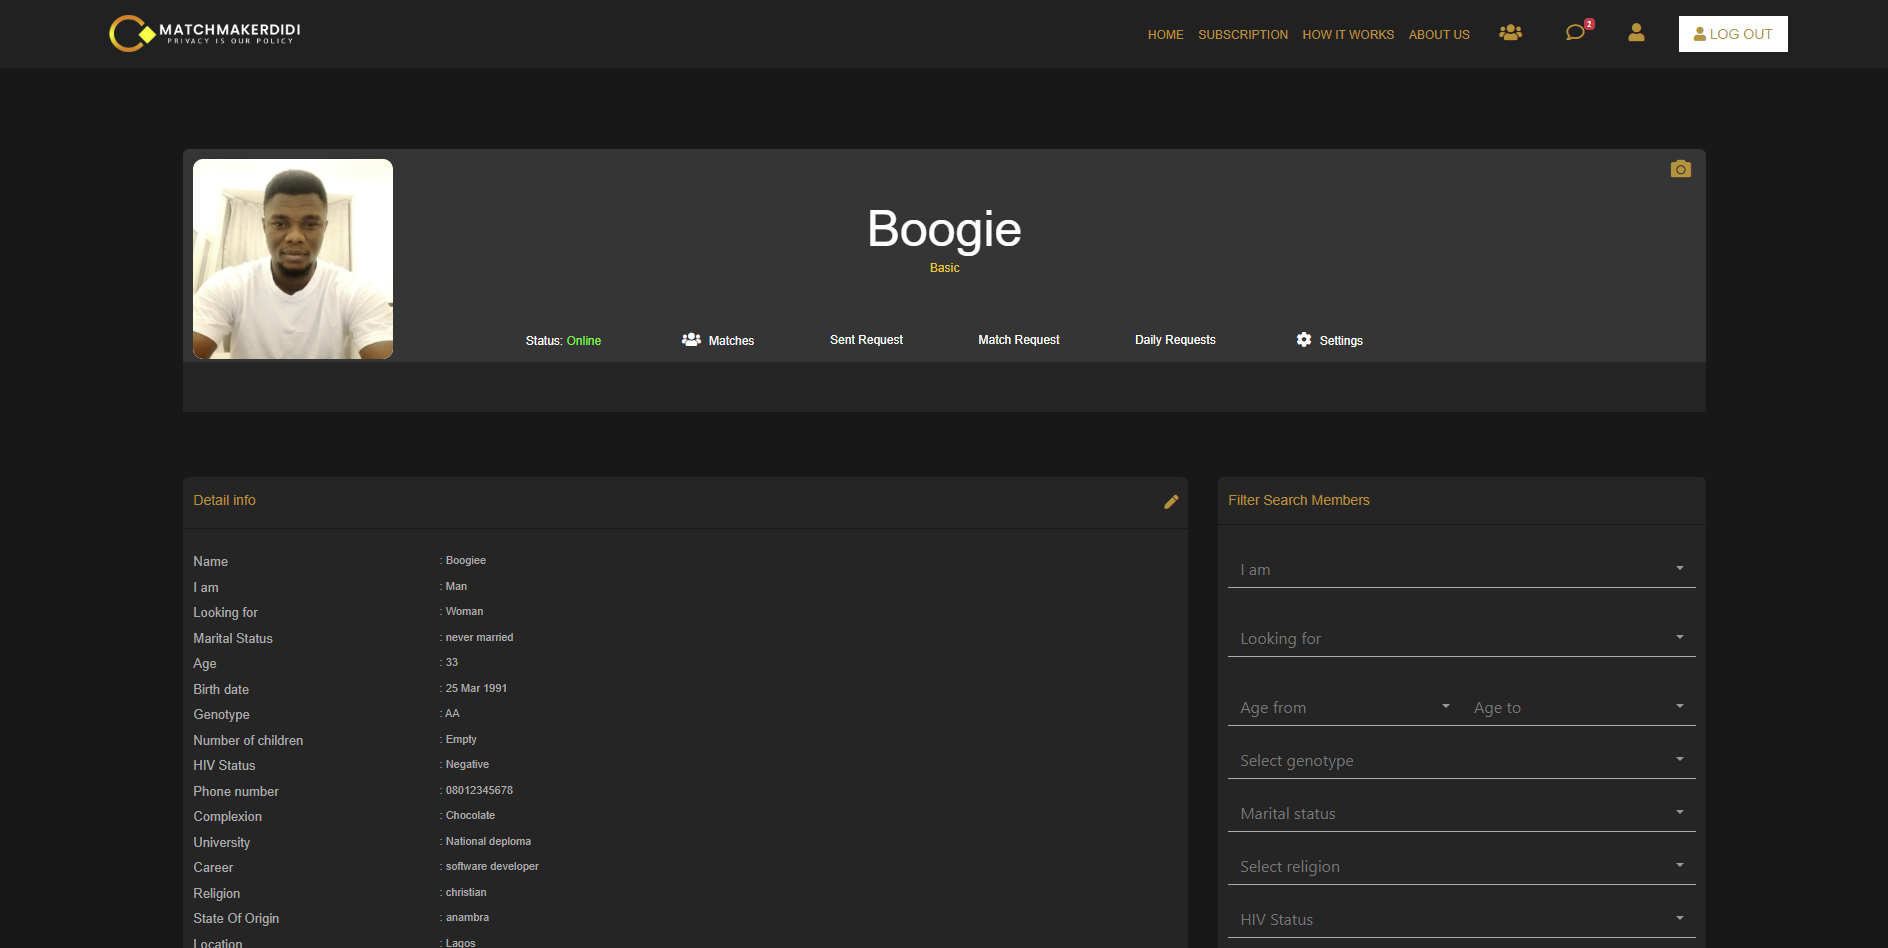 MATCHMAKERDIDI
PRIVACY IS OUR POLICY
HOME SUBSCRIPTION HOW IT WORKS ABOUT US 2 LOG OUT
Boogie
Basic
Status: Online Matches Sent Request Match Request Daily Requests Settings
Detail info
Name : Boogiee
I am : Man
Looking for : Woman
Marital Status : never married
Age : 33
Birth date : 25 Mar 1991
Genotype : AA
Number of children : Empty
HIV Status : Negative
Phone number : 08012345678
Complexion : Chocolate
University : National deploma
Career : software developer
Religion : christian
State Of Origin : anambra
Location : Lagos
Filter Search Members
I am
Looking for
Age from Age to
Select genotype
Marital status
Select religion
HIV Status